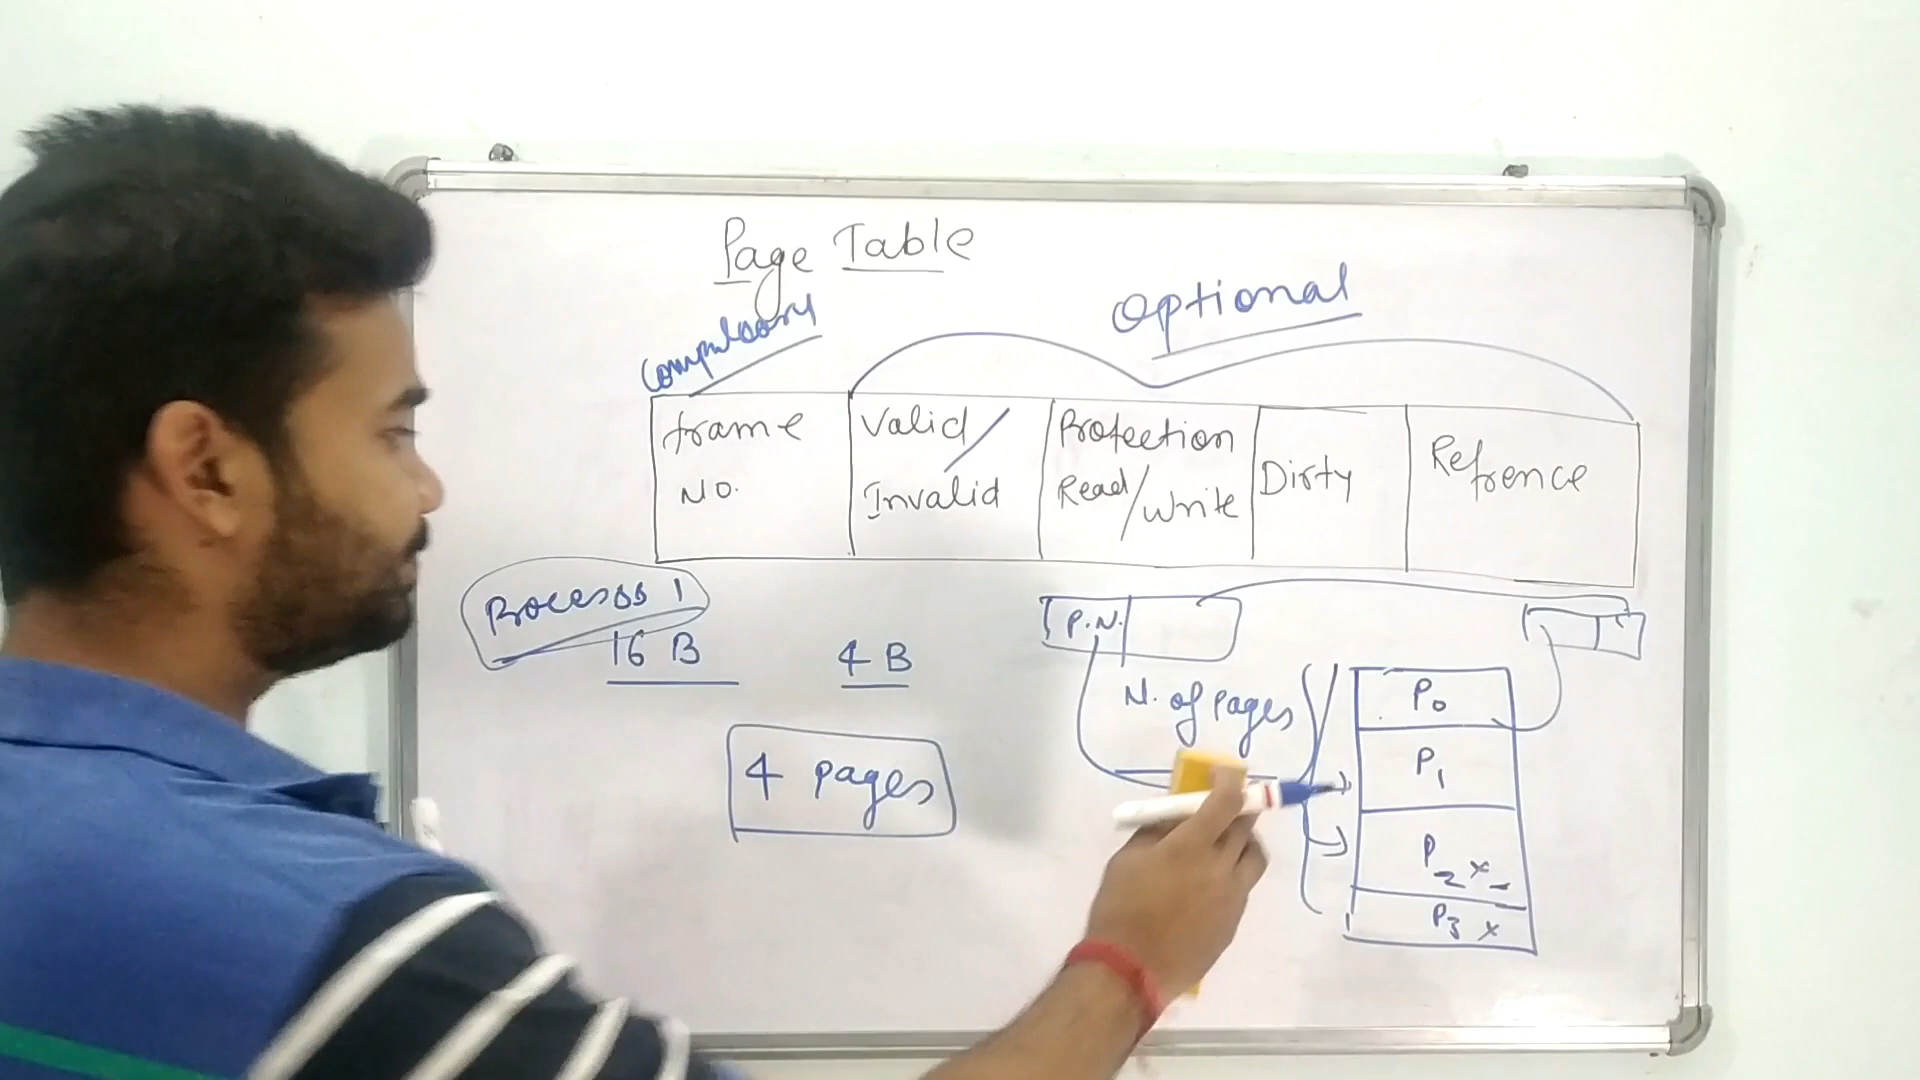 Page Table
Compulsory
Optional
frame
NO.
Valid/
Invalid
Protection
Read/Write
Dirty
Refrence
Process 1
16 B
4 B
P.N.
N. of pages
4 pages
P0
P1
P2 x
P3 x